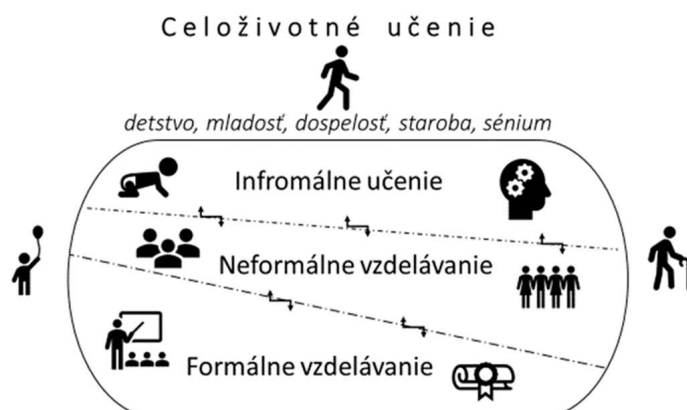 Celoživotné učenie
detstvo, mladosť, dospelosť, staroba, sénium
Infromálne učenie
Neformálne vzdelávanie
Formálne vzdelávanie